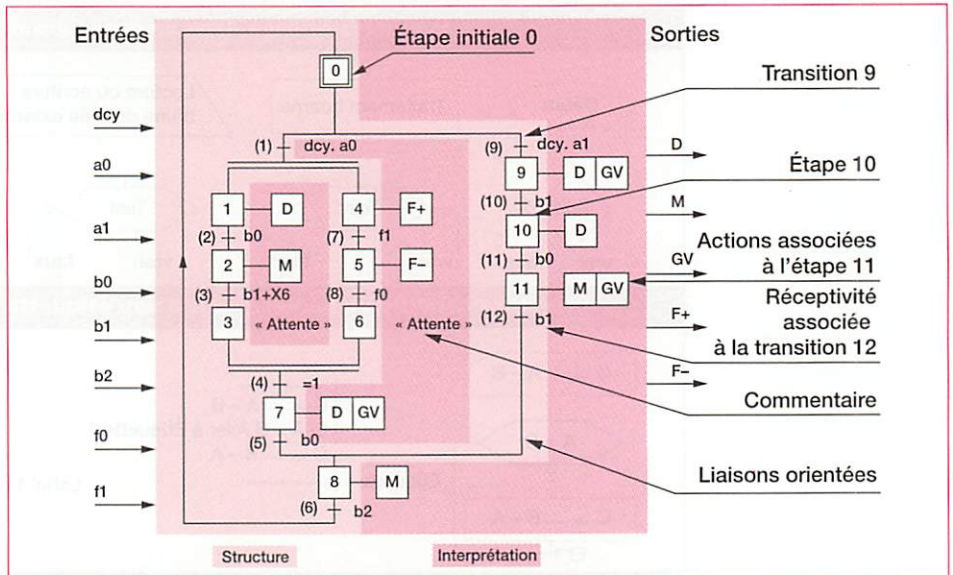 Entrées
Étape initiale 0
Sorties
0
Transition 9
dcy
(1) dcy. a0
(9) dcy. a1
D
a0
9 D GV
Étape 10
1 D
4 F+
(10) b1
M
a1
(2) b0
(7) f1
10 D
Actions associées
à l'étape 11
2 M
5 F–
(11) b0
GV
b0
(3) b1+X6
(8) f0
11 M GV
Réceptivité
associée
à la transition 12
b1
3 « Attente »
6 « Attente »
(12) b1
F+
b2
(4) =1
F–
Commentaire
7 D GV
f0
(5) b0
Liaisons orientées
f1
8 M
(6) b2
Structure
Interprétation